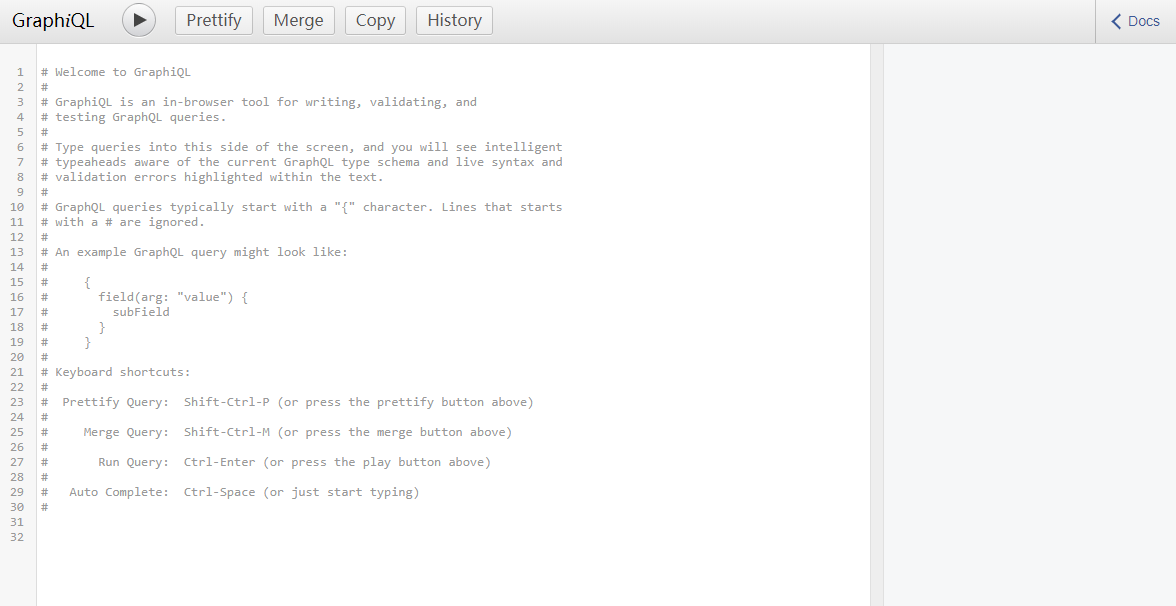 GraphiQL Prettify Merge Copy History Docs
1 # Welcome to GraphiQL
2 #
3 # GraphiQL is an in-browser tool for writing, validating, and
4 # testing GraphQL queries.
5 #
6 # Type queries into this side of the screen, and you will see intelligent
7 # typeaheads aware of the current GraphQL type schema and live syntax and
8 # validation errors highlighted within the text.
9 #
10 # GraphQL queries typically start with a "{" character. Lines that starts
11 # with a # are ignored.
12 #
13 # An example GraphQL query might look like:
14 #
15 #     {
16 #       field(arg: "value") {
17 #         subField
18 #       }
19 #     }
20 #
21 # Keyboard shortcuts:
22 #
23 #  Prettify Query:  Shift-Ctrl-P (or press the prettify button above)
24 #
25 #     Merge Query:  Shift-Ctrl-M (or press the merge button above)
26 #
27 #       Run Query:  Ctrl-Enter (or press the play button above)
28 #
29 #   Auto Complete:  Ctrl-Space (or just start typing)
30 #
31
32